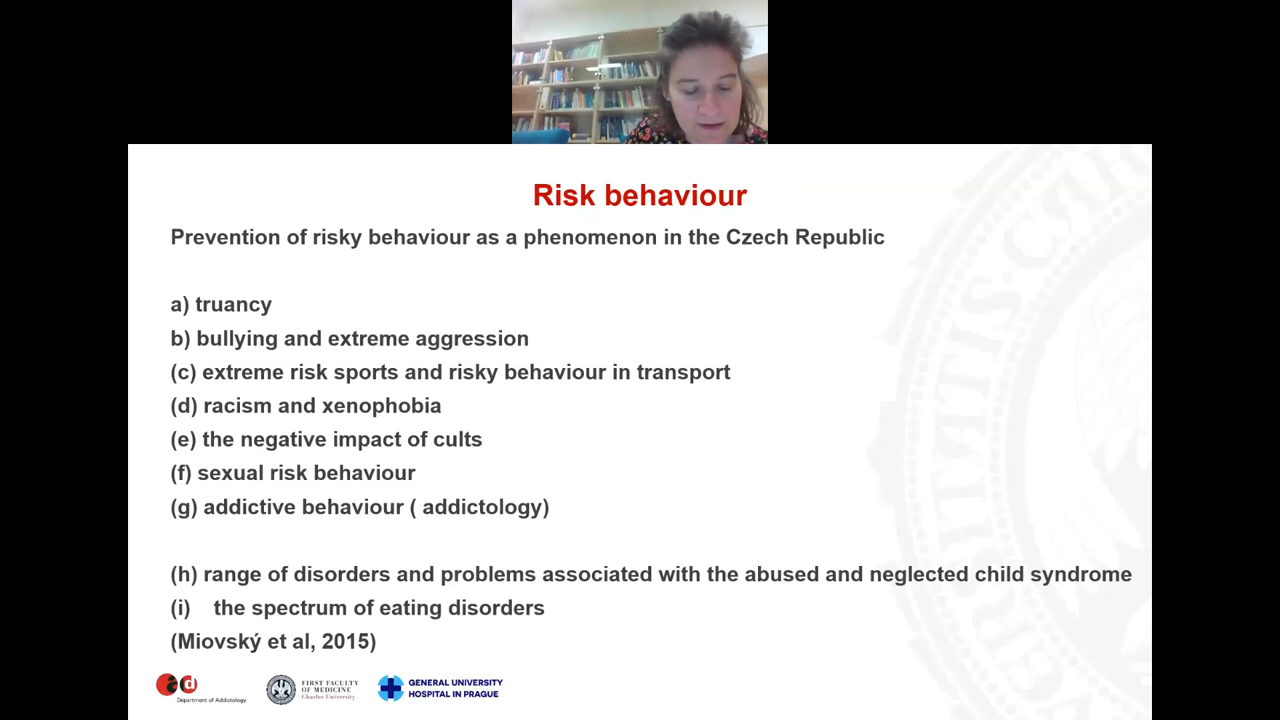 Risk behaviour
Prevention of risky behaviour as a phenomenon in the Czech Republic
a) truancy
b) bullying and extreme aggression
(c) extreme risk sports and risky behaviour in transport
(d) racism and xenophobia
(e) the negative impact of cults
(f) sexual risk behaviour
(g) addictive behaviour ( addictology)
(h) range of disorders and problems associated with the abused and neglected child syndrome
(i) the spectrum of eating disorders
(Miovský et al, 2015)
Department of Addictology
FIRST FACULTY
OF MEDICINE
Charles University
GENERAL UNIVERSITY
HOSPITAL IN PRAGUE